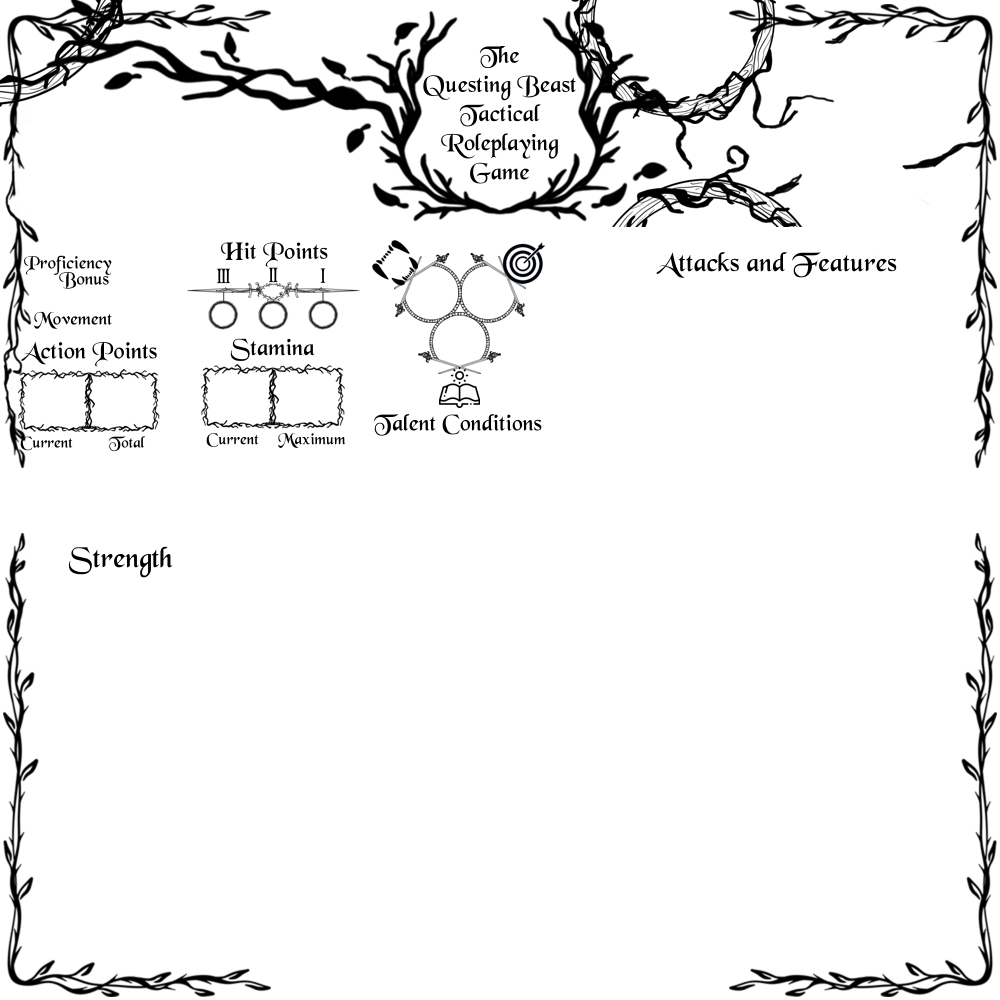 The
Questing Beast
Tactical
Roleplaying
Game
Proficiency
Bonus
Movement
Action Points
Current Total
Hit Points
III II I
Stamina
Current Maximum
Talent Conditions
Attacks and Features
Strength